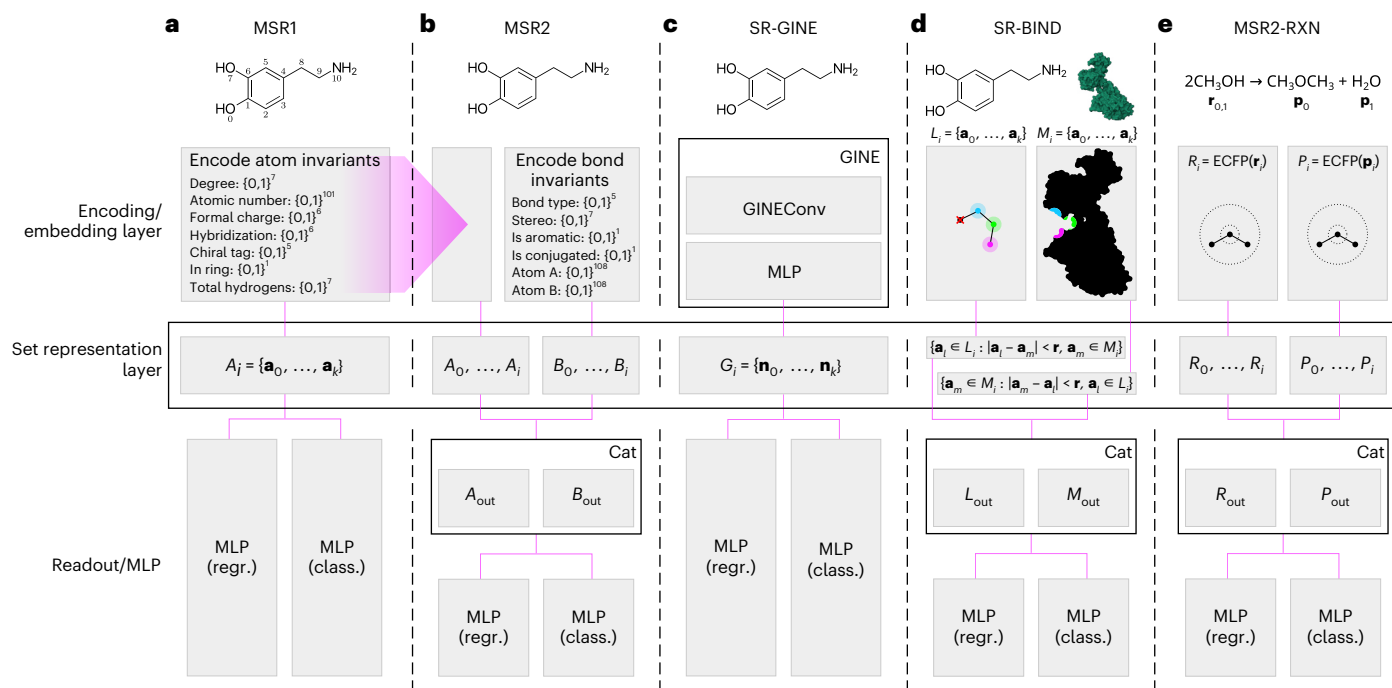 a MSR1
b MSR2
c SR-GINE
d SR-BIND
e MSR2-RXN
HO 7 6 5 4 8 9 NH2 10
HO 0 1 2 3
HO NH2
HO
HO NH2
HO
HO NH2
HO
2CH3OH → CH3OCH3 + H2O
r0,1 p0 p1
Encoding/
embedding layer
Encode atom invariants
Degree: {0,1}^7
Atomic number: {0,1}^101
Formal charge: {0,1}^6
Hybridization: {0,1}^6
Chiral tag: {0,1}^5
In ring: {0,1}^1
Total hydrogens: {0,1}^7
Encode bond
invariants
Bond type: {0,1}^5
Stereo: {0,1}^7
Is aromatic: {0,1}^1
Is conjugated: {0,1}^1
Atom A: {0,1}^108
Atom B: {0,1}^108
GINE
GINEConv
MLP
Li = {a0, …, ak}
Mi = {a0, …, ak}
Ri = ECFP(ri)
Pi = ECFP(pi)
Set representation
layer
Ai = {a0, …, ak}
A0, …, Ai
B0, …, Bi
Gi = {n0, …, nk}
{al ∈ Li : |al – am| < r, am ∈ Mi}
{am ∈ Mi : |am – al| < r, al ∈ Li}
R0, …, Ri
P0, …, Pi
Readout/MLP
MLP
(regr.)
MLP
(class.)
Cat
Aout
Bout
MLP
(regr.)
MLP
(class.)
MLP
(regr.)
MLP
(class.)
Cat
Lout
Mout
MLP
(regr.)
MLP
(class.)
Cat
Rout
Pout
MLP
(regr.)
MLP
(class.)